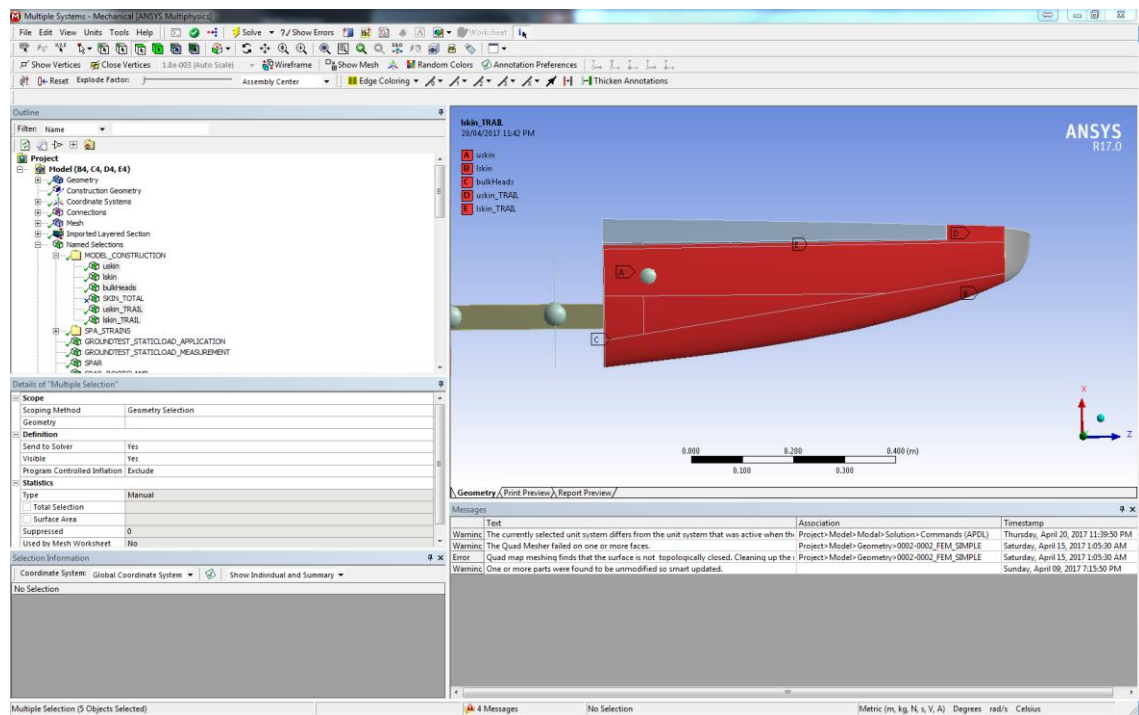 Multiple Systems - Mechanical [ANSYS Multiphysics]
File Edit View Units Tools Help Solve ?/ Show Errors Worksheet
Show Vertices Close Vertices 1.8e-003 (Auto Scale) Wireframe Show Mesh Random Colors Annotation Preferences
Reset Explode Factor: Assembly Center Edge Coloring Thicken Annotations
Outline
Filter: Name
Project
Model (B4, C4, D4, E4)
Geometry
Construction Geometry
Coordinate Systems
Connections
Mesh
Imported Layered Section
Named Selections
MODEL_CONSTRUCTION
uskin
lskin
bulkHeads
SKIN_TOTAL
uskin_TRAIL
lskin_TRAIL
SPA_STRAINS
GROUNDTEST_STATICLOAD_APPLICATION
GROUNDTEST_STATICLOAD_MEASUREMENT
SPAR
SPAR_ROOTCLAMP
Details of "Multiple Selection"
Scope
Scoping Method Geometry Selection
Geometry
Definition
Send to Solver Yes
Visible Yes
Program Controlled Inflation Exclude
Statistics
Type Manual
Total Selection
Surface Area
Suppressed 0
Used by Mesh Worksheet No
Selection Information
Coordinate System: Global Coordinate System Show Individual and Summary
No Selection
lskin_TRAIL
20/04/2017 11:42 PM
A uskin
B lskin
C bulkHeads
D uskin_TRAIL
E lskin_TRAIL
ANSYS
R17.0
A
B
C
D
E
X
Z
0.000 0.200 0.400 (m)
0.100 0.300
Geometry Print Preview Report Preview
Messages
Text Association Timestamp
Warning The currently selected unit system differs from the unit system that was active when the Project>Model>Modal>Solution>Commands (APDL) Thursday, April 20, 2017 11:39:50 PM
Warning The Quad Mesher failed on one or more faces. Project>Model>Geometry>0002-0002_FEM_SIMPLE Saturday, April 15, 2017 1:05:30 AM
Error Quad map meshing finds that the surface is not topologically closed. Cleaning up the Project>Model>Geometry>0002-0002_FEM_SIMPLE Saturday, April 15, 2017 1:05:30 AM
Warning One or more parts were found to be unmodified so smart updated. Sunday, April 09, 2017 7:15:50 PM
Multiple Selection (5 Objects Selected) 4 Messages No Selection Metric (m, kg, N, s, V, A) Degrees rad/s Celsius